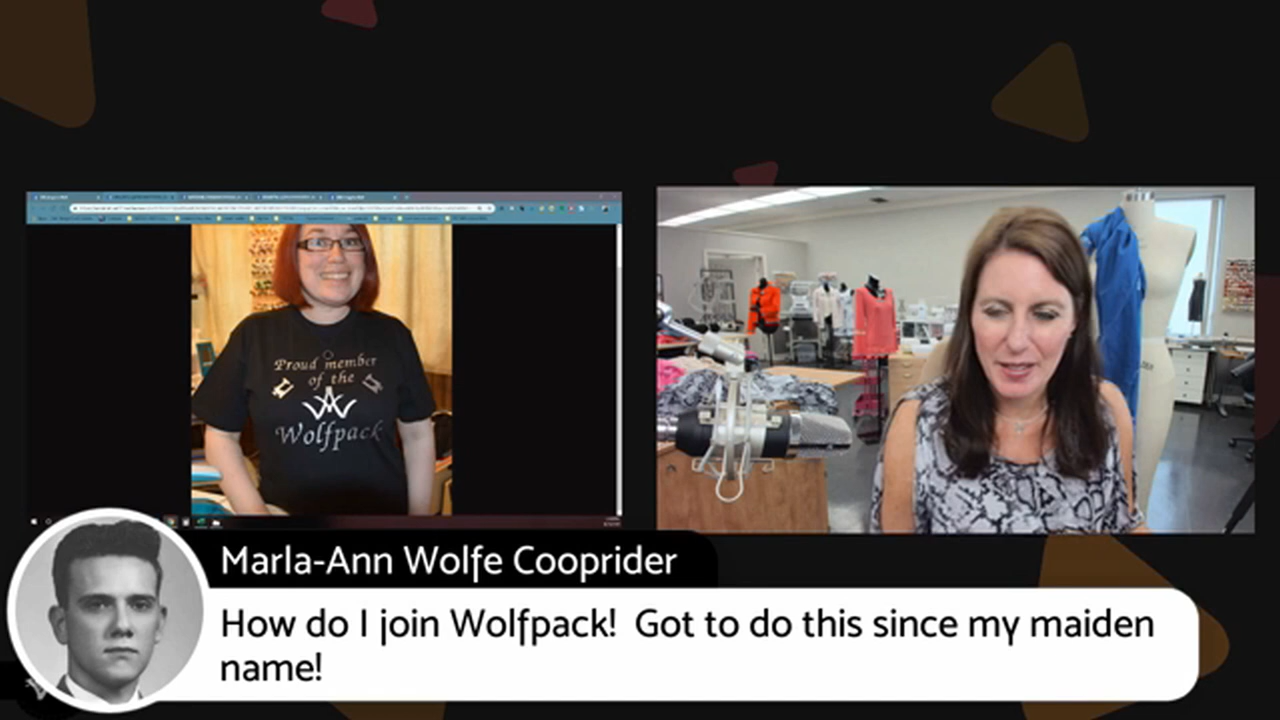 Proud member
of the
Wolfpack
Marla-Ann Wolfe Cooprider
How do I join Wolfpack!  Got to do this since my maiden
name!